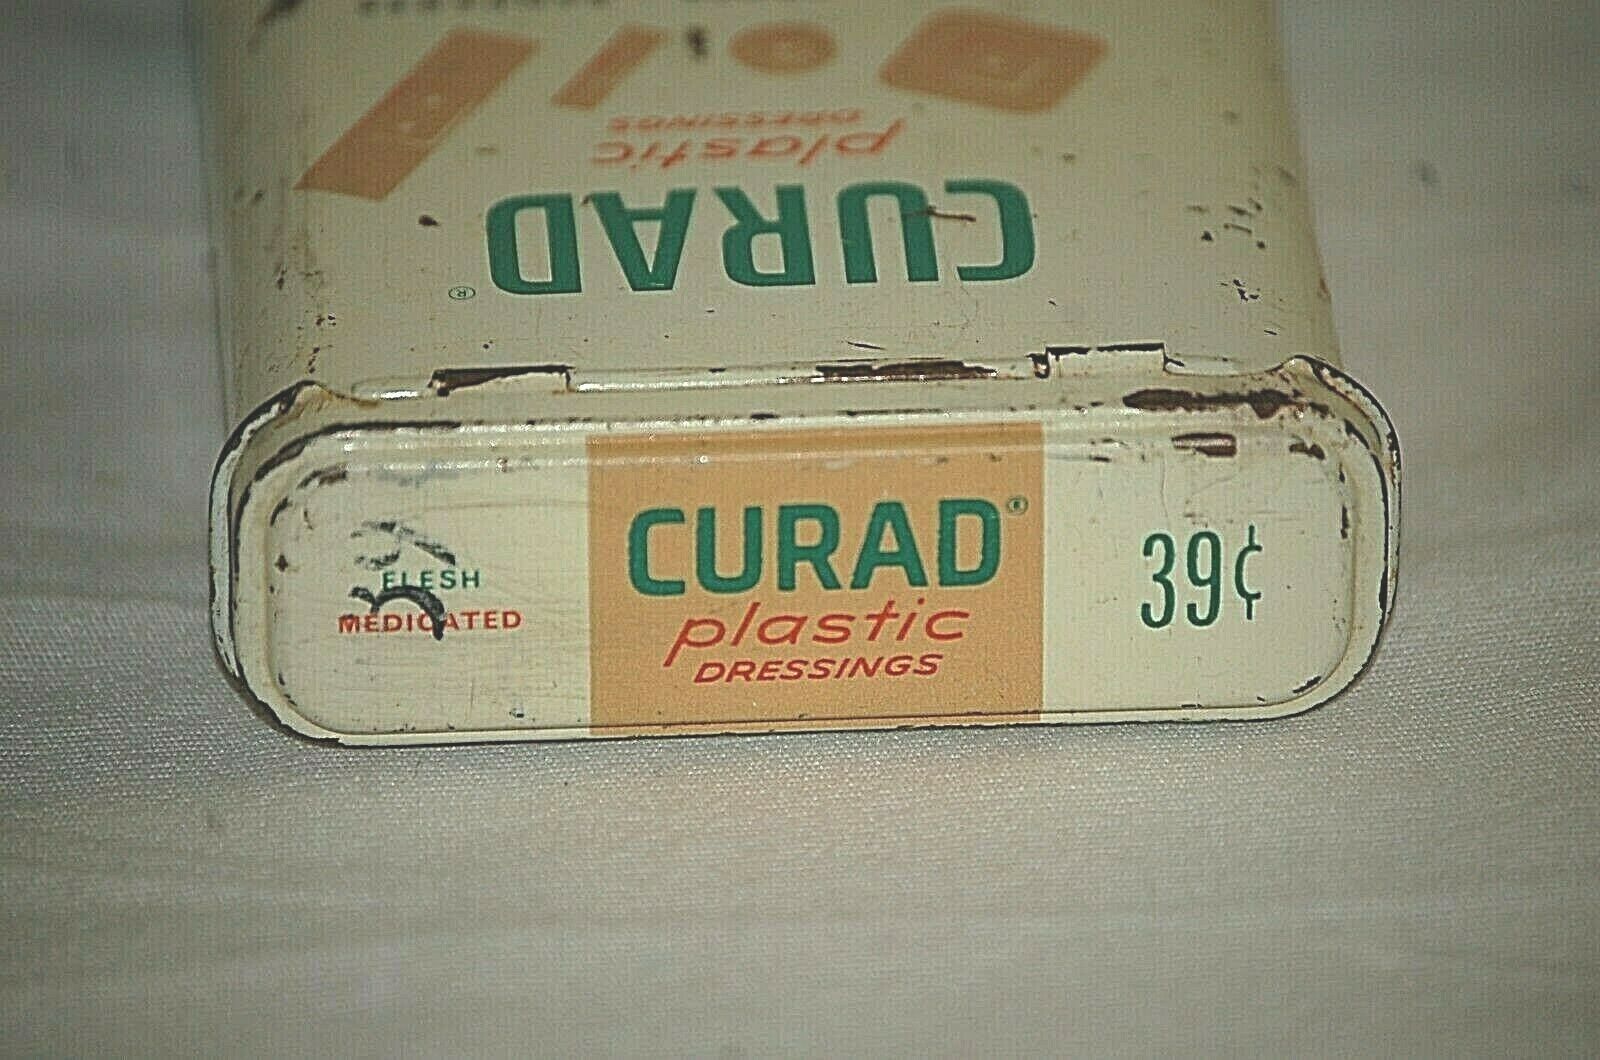 plastic
DRESSINGS
CURAD®
FLESH
MEDICATED
CURAD®
plastic
DRESSINGS
39¢